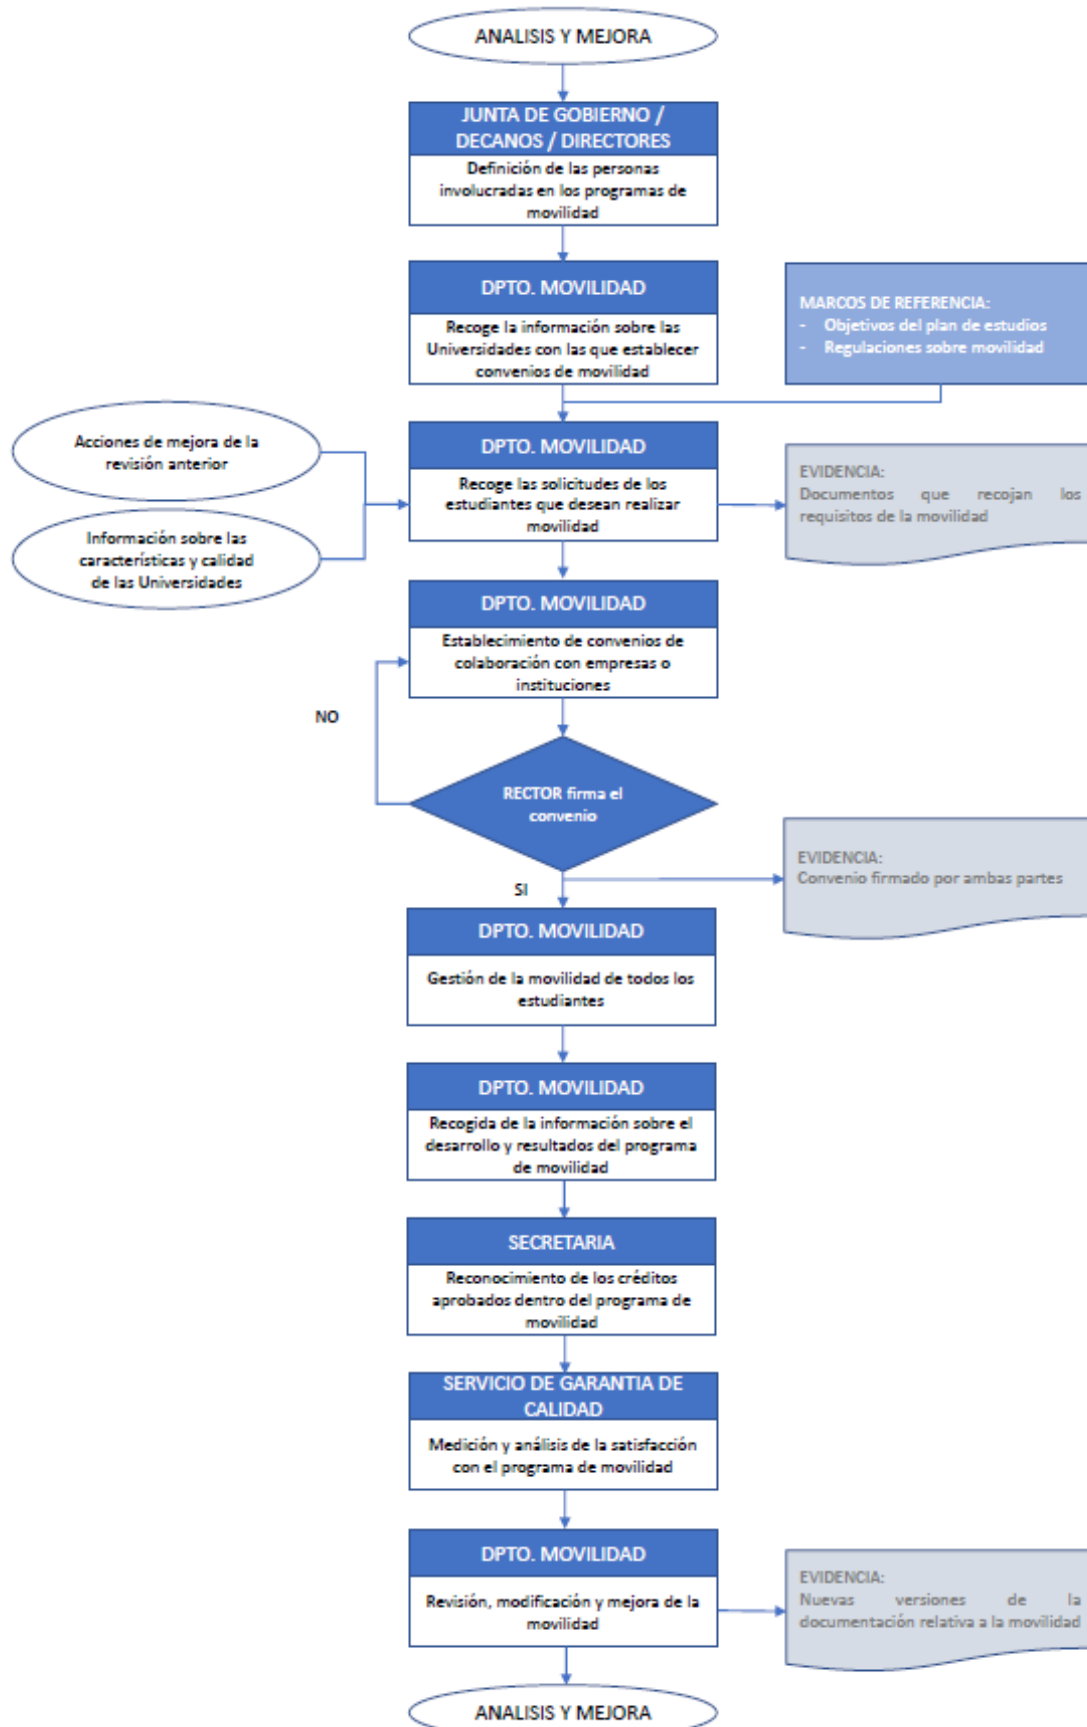 ANALISIS Y MEJORA
JUNTA DE GOBIERNO /
DECANOS / DIRECTORES
Definición de las personas
involucradas en los programas de
movilidad
DPTO. MOVILIDAD
Recoge la información sobre las
Universidades con las que establecer
convenios de movilidad
MARCOS DE REFERENCIA:
- Objetivos del plan de estudios
- Regulaciones sobre movilidad
Acciones de mejora de la
revisión anterior
Información sobre las
características y calidad
de las Universidades
DPTO. MOVILIDAD
Recoge las solicitudes de los
estudiantes que desean realizar
movilidad
EVIDENCIA:
Documentos que recojan los
requisitos de la movilidad
DPTO. MOVILIDAD
Establecimiento de convenios de
colaboración con empresas o
instituciones
NO
RECTOR firma el
convenio
SI
EVIDENCIA:
Convenio firmado por ambas partes
DPTO. MOVILIDAD
Gestión de la movilidad de todos los
estudiantes
DPTO. MOVILIDAD
Recogida de la información sobre el
desarrollo y resultados del programa
de movilidad
SECRETARIA
Reconocimiento de los créditos
aprobados dentro del programa de
movilidad
SERVICIO DE GARANTIA DE
CALIDAD
Medición y análisis de la satisfacción
con el programa de movilidad
DPTO. MOVILIDAD
Revisión, modificación y mejora de la
movilidad
EVIDENCIA:
Nuevas versiones de la
documentación relativa a la movilidad
ANALISIS Y MEJORA